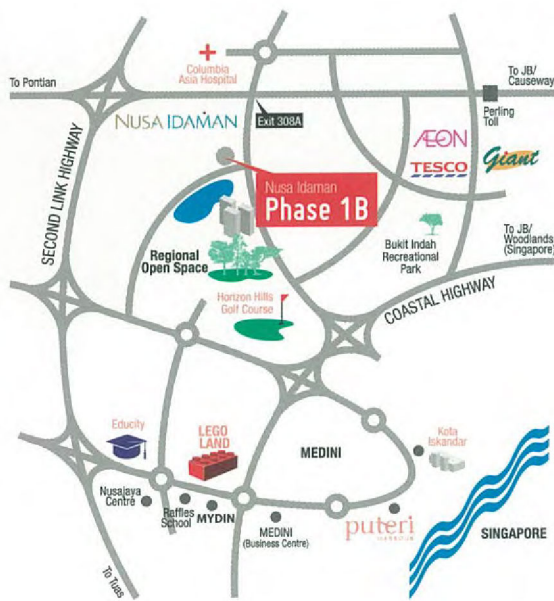 Columbia
Asia Hospital
To Pontian
To JB/
Causeway
Perling
Toll
NUSA IDAMAN
Exit 308A
ÆON
TESCO
Giant
Nusa Idaman
Phase 1B
SECOND LINK HIGHWAY
Regional
Open Space
Bukit Indah
Recreational
Park
To JB/
Woodlands
(Singapore)
COASTAL HIGHWAY
Horizon Hills
Golf Course
Educity
LEGO
LAND
MEDINI
Kota
Iskandar
Nusajaya
Centre
Raffles
School
MYDIN
MEDINI
(Business Centre)
puteri
HARBOUR
SINGAPORE
To Tuas